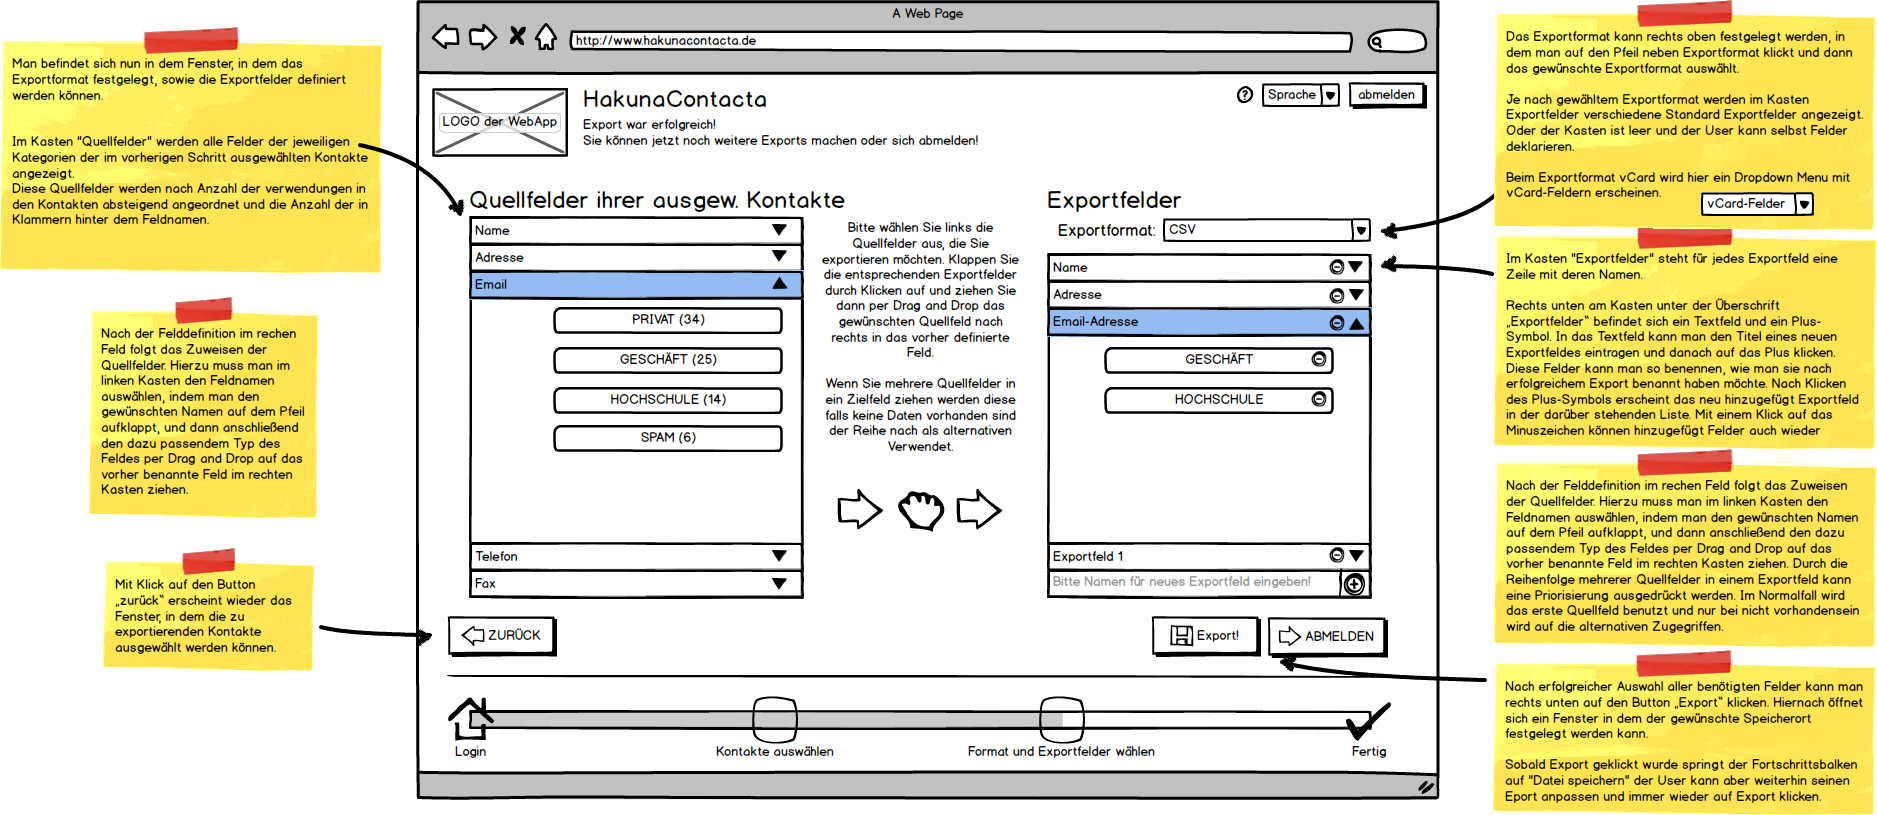 A Web Page
http://www.hakunacontacta.de
Man befindet sich nun in dem Fenster, in dem das
Exportformat festgelegt, sowie die Exportfelder definiert
werden können.
Im Kasten "Quellfelder" werden alle Felder der jeweiligen
Kategorien der im vorherigen Schritt ausgewählten Kontakte
angezeigt.
Diese Quellfelder werden nach Anzahl der verwendungen in
den Kontakten absteigend angeordnet und die Anzahl der in
Klammern hinter dem Feldnamen.
Nach der Felddefinition im rechen
Feld folgt das Zuweisen der
Quellfelder. Hierzu muss man im
linken Kasten den Feldnamen
auswählen, indem man den
gewünschten Namen auf dem Pfeil
aufklappt, und dann anschließend
den dazu passendem Typ des
Feldes per Drag and Drop auf das
vorher benannte Feld im rechten
Kasten ziehen.
Mit Klick auf den Button
„zurück“ erscheint wieder das
Fenster, in dem die zu
exportierenden Kontakte
ausgewählt werden können.
LOGO der WebApp
HakunaContacta
Export war erfolgreich!
Sie können jetzt noch weitere Exports machen oder sich abmelden!
?
Sprache
abmelden
Quellfelder ihrer ausgew. Kontakte
Name
Adresse
Email
PRIVAT (34)
GESCHÄFT (25)
HOCHSCHULE (14)
SPAM (6)
Telefon
Fax
Bitte wählen Sie links die
Quellfelder aus, die Sie
exportieren möchten. Klappen Sie
die entsprechenden Exportfelder
durch Klicken auf und ziehen Sie
dann per Drag and Drop das
gewünschten Quellfeld nach
rechts in das vorher definierte
Feld.
Wenn Sie mehrere Quellfelder in
ein Zielfeld ziehen werden diese
falls keine Daten vorhanden sind
der Reihe nach als alternativen
Verwendet.
Exportfelder
Exportformat:
CSV
Name
Adresse
Email-Adresse
GESCHÄFT
HOCHSCHULE
Exportfeld 1
Bitte Namen für neues Exportfeld eingeben!
ZURÜCK
Export!
ABMELDEN
Login
Kontakte auswählen
Format und Exportfelder wählen
Fertig
Das Exportformat kann rechts oben festgelegt werden, in
dem man auf den Pfeil neben Exportformat klickt und dann
das gewünschte Exportformat auswählt.
Je nach gewähltem Exportformat werden im Kasten
Exportfelder verschiedene Standard Exportfelder angezeigt.
Oder der Kasten ist leer und der User kann selbst Felder
deklarieren.
Beim Exportformat vCard wird hier ein Dropdown Menu mit
vCard-Feldern erscheinen.
vCard-Felder
Im Kasten "Exportfelder" steht für jedes Exportfeld eine
Zeile mit deren Namen.
Rechts unten am Kasten unter der Überschrift
„Exportfelder“ befindet sich ein Textfeld und ein Plus-
Symbol. In das Textfeld kann man den Titel eines neuen
Exportfeldes eintragen und danach auf das Plus klicken.
Diese Felder kann man so benennen, wie man sie nach
erfolgreichem Export benannt haben möchte. Nach Klicken
des Plus-Symbols erscheint das neu hinzugefügt Exportfeld
in der darüber stehenden Liste. Mit einem Klick auf das
Minuszeichen können hinzugefügt Felder auch wieder
Nach der Felddefinition im rechen Feld folgt das Zuweisen
der Quellfelder. Hierzu muss man im linken Kasten den
Feldnamen auswählen, indem man den gewünschten Namen
auf dem Pfeil aufklappt, und dann anschließend den dazu
passendem Typ des Feldes per Drag and Drop auf das
vorher benannte Feld im rechten Kasten ziehen. Durch die
Reihenfolge mehrerer Quellfelder in einem Exportfeld kann
eine Priorisierung ausgedrückt werden. Im Normalfall wird
das erste Quellfeld benutzt und nur bei nicht vorhandensein
wird auf die alternativen Zugegriffen.
Nach erfolgreicher Auswahl aller benötigten Felder kann man
rechts unten auf den Button „Export“ klicken. Hiernach öffnet
sich ein Fenster in dem der gewünschte Speicherort
festgelegt werden kann.
Sobald Export geklickt wurde springt der Fortschrittsbalken
auf "Datei speichern" der User kann aber weiterhin seinen
Eport anpassen und immer wieder auf Export klicken.